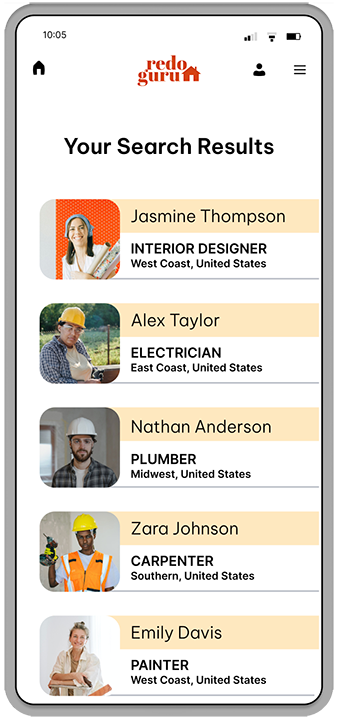 10:05
redo
guru
Your Search Results
Jasmine Thompson
INTERIOR DESIGNER
West Coast, United States
Alex Taylor
ELECTRICIAN
East Coast, United States
Nathan Anderson
PLUMBER
Midwest, United States
Zara Johnson
CARPENTER
Southern, United States
Emily Davis
PAINTER
West Coast, United States